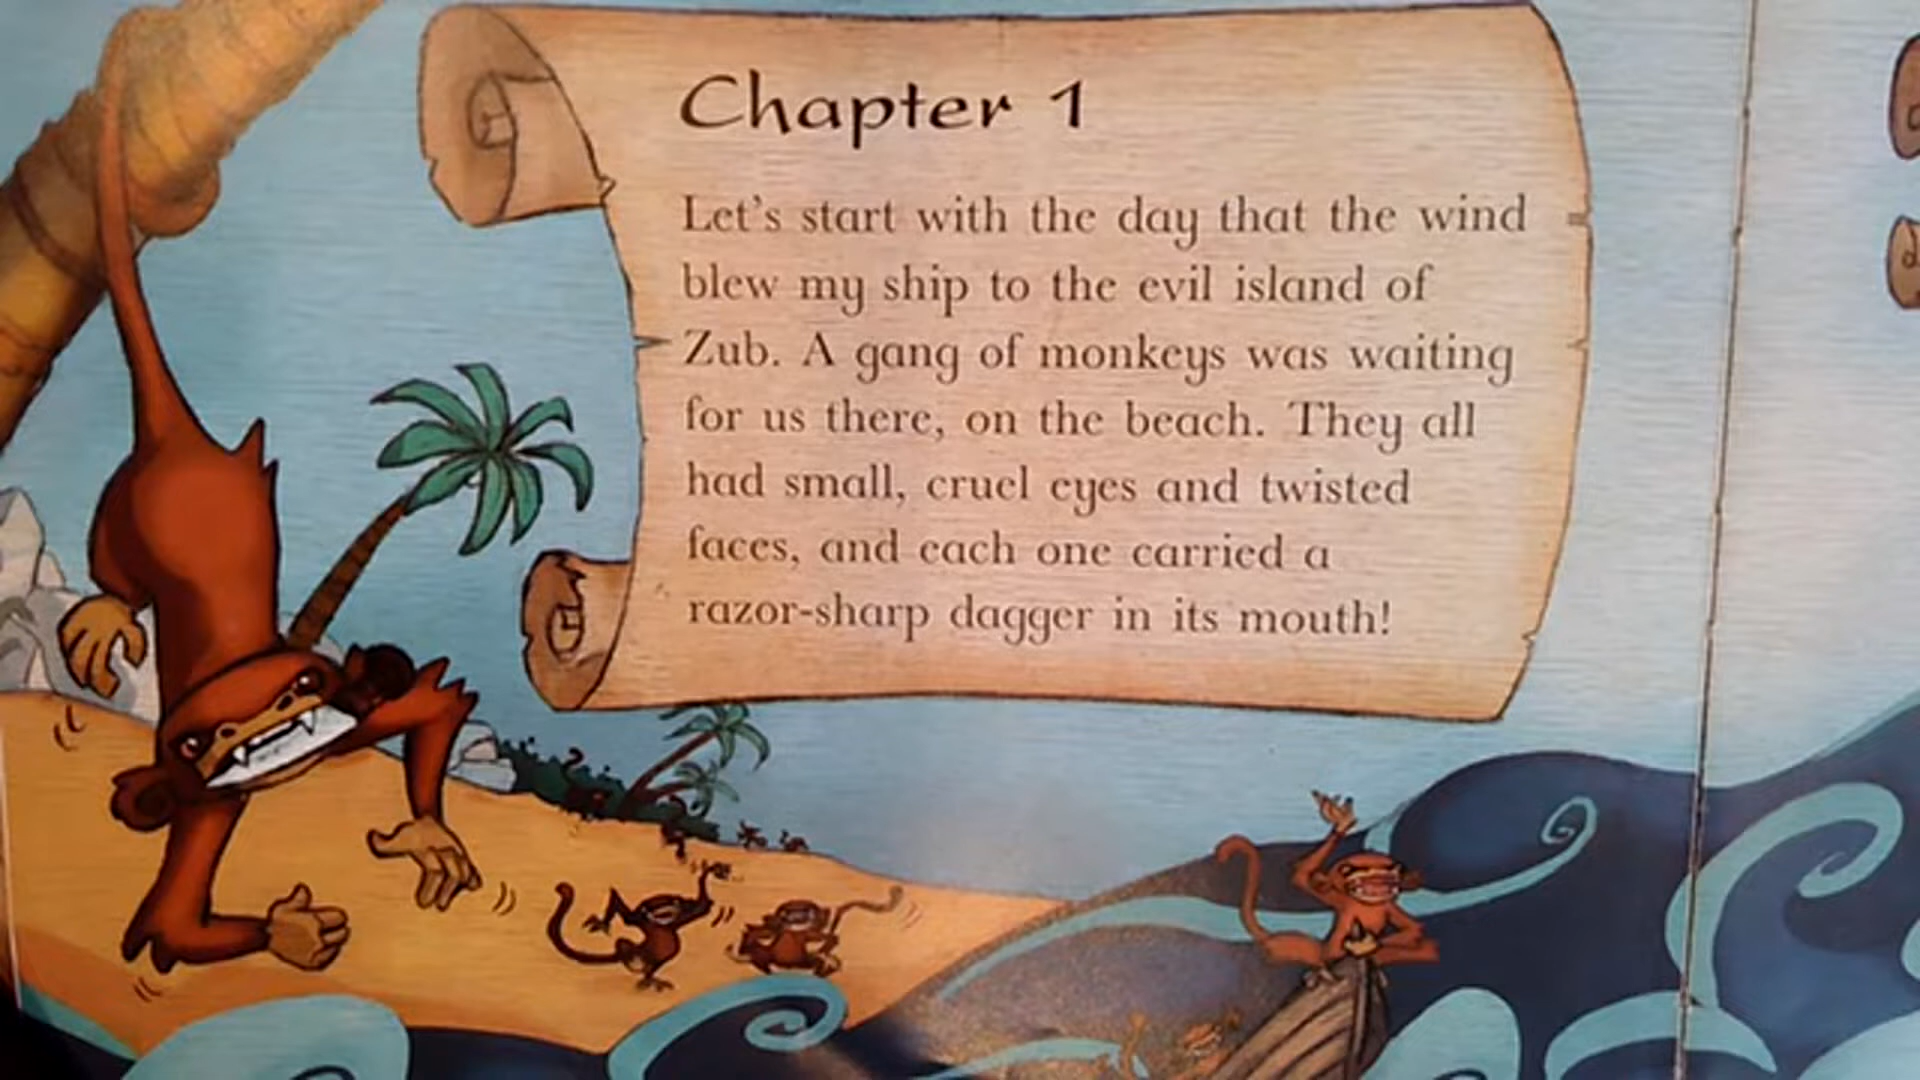 Chapter 1
Let's start with the day that the wind
blew my ship to the evil island of
Zub. A gang of monkeys was waiting
for us there, on the beach. They all
had small, cruel eyes and twisted
faces, and each one carried a
razor-sharp dagger in its mouth!